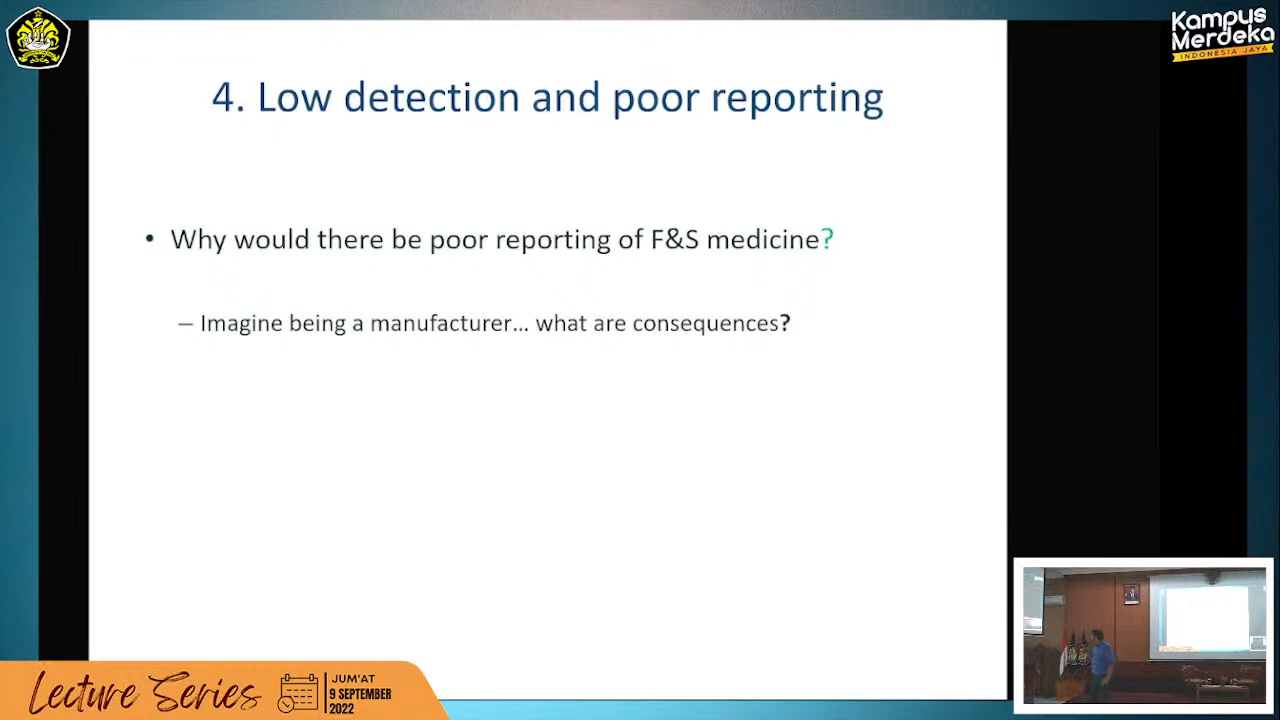 Kampus
Merdeka
INDONESIA JAYA
4. Low detection and poor reporting
• Why would there be poor reporting of F&S medicine?
– Imagine being a manufacturer... what are consequences?
Lecture Series
JUM'AT
9 SEPTEMBER
2022